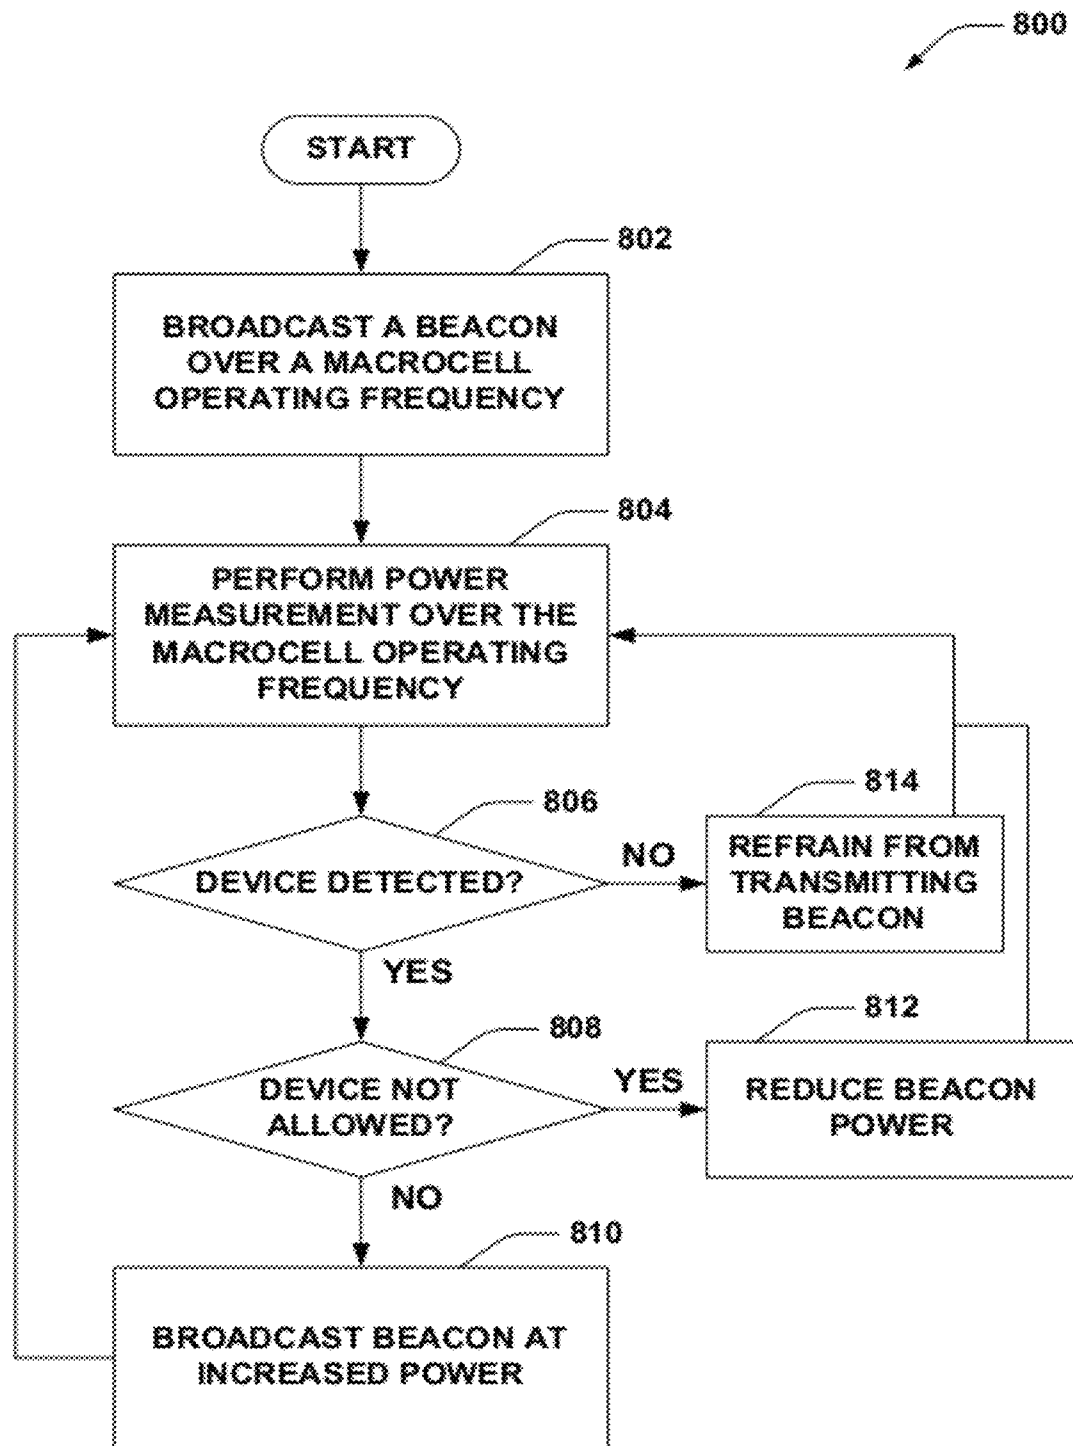 800
START
802
BROADCAST A BEACON
OVER A MACROCELL
OPERATING FREQUENCY
804
PERFORM POWER
MEASUREMENT OVER THE
MACROCELL OPERATING
FREQUENCY
806
DEVICE DETECTED?
NO
814
REFRAIN FROM
TRANSMITTING
BEACON
YES
808
DEVICE NOT
ALLOWED?
YES
812
REDUCE BEACON
POWER
NO
810
BROADCAST BEACON AT
INCREASED POWER